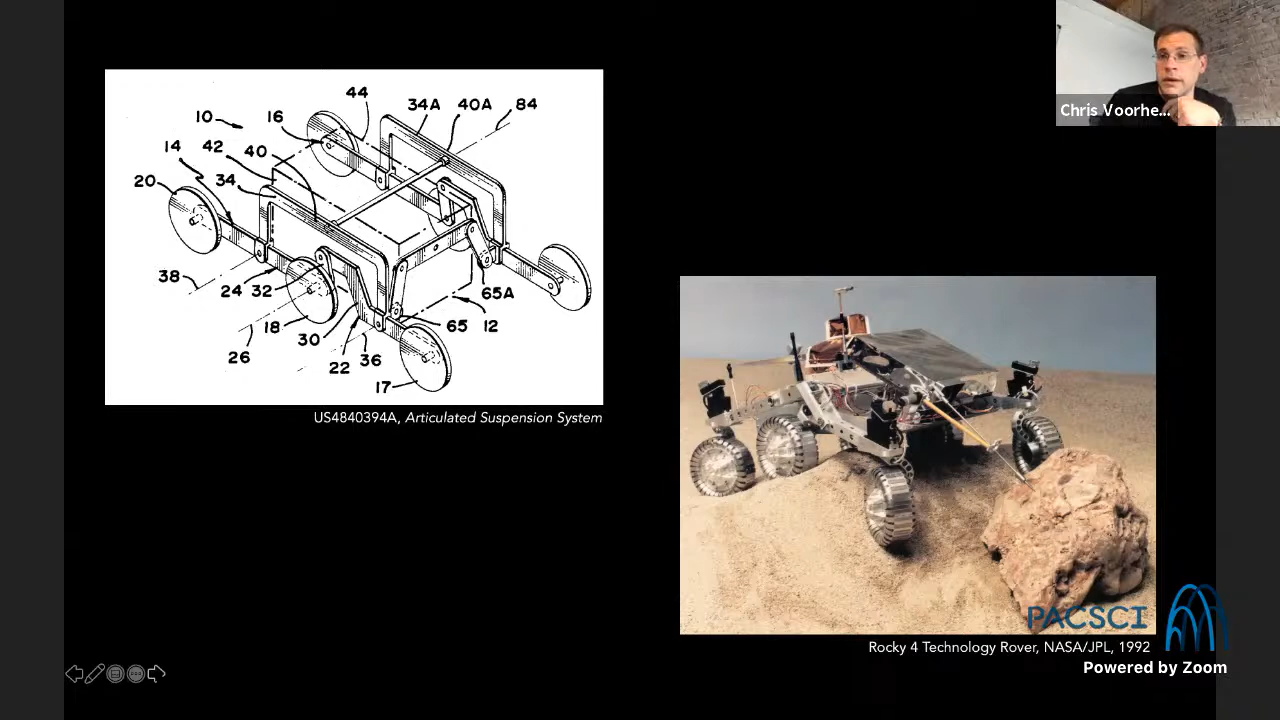 Chris Voorhe...
44
34A
40A
84
10
16
14
42
40
20
34
38
24
32
65A
18
30
65
12
26
36
22
17
US4840394A, Articulated Suspension System
PACSCI
Rocky 4 Technology Rover, NASA/JPL, 1992
Powered by Zoom